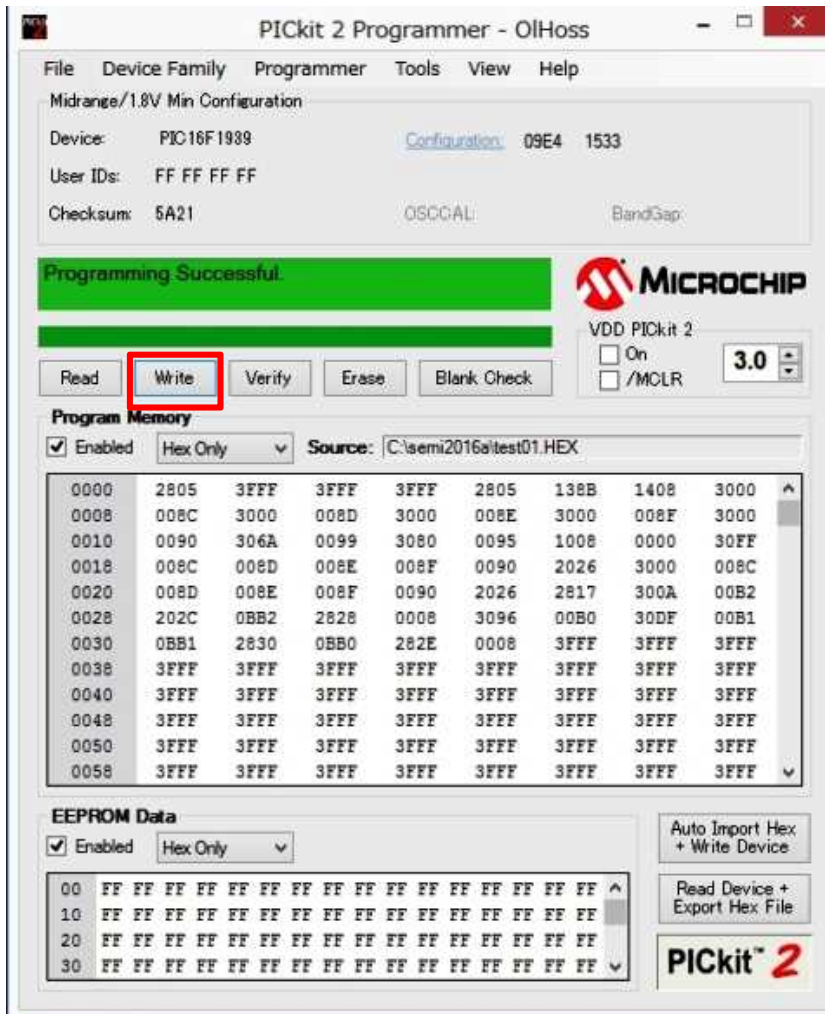 PICkit 2 Programmer - OlHoss
File Device Family Programmer Tools View Help
Midrange/1.8V Min Configuration
Device: PIC16F1939 Configuration: 09E4 1533
User IDs: FF FF FF FF
Checksum: 5A21 OSCCAL: BandGap:
Programming Successful.
MICROCHIP
VDD PICkit 2
On
/MCLR
3.0
Read Write Verify Erase Blank Check
Program Memory
Enabled Hex Only Source: C:\semi2016a\test01.HEX
0000 2805 3FFF 3FFF 3FFF 2805 138B 1408 3000
0008 008C 3000 008D 3000 008E 3000 008F 3000
0010 0090 306A 0099 3080 0095 1008 0000 30FF
0018 008C 008D 008E 008F 0090 2026 3000 008C
0020 008D 008E 008F 0090 2026 2817 300A 00B2
0028 202C 0BB2 2828 0008 3096 00B0 30DF 00B1
0030 0BB1 2830 0BB0 282E 0008 3FFF 3FFF 3FFF
0038 3FFF 3FFF 3FFF 3FFF 3FFF 3FFF 3FFF 3FFF
0040 3FFF 3FFF 3FFF 3FFF 3FFF 3FFF 3FFF 3FFF
0048 3FFF 3FFF 3FFF 3FFF 3FFF 3FFF 3FFF 3FFF
0050 3FFF 3FFF 3FFF 3FFF 3FFF 3FFF 3FFF 3FFF
0058 3FFF 3FFF 3FFF 3FFF 3FFF 3FFF 3FFF 3FFF
EEPROM Data
Enabled Hex Only
00 FF FF FF FF FF FF FF FF FF FF FF FF FF FF FF FF
10 FF FF FF FF FF FF FF FF FF FF FF FF FF FF FF FF
20 FF FF FF FF FF FF FF FF FF FF FF FF FF FF FF FF
30 FF FF FF FF FF FF FF FF FF FF FF FF FF FF FF FF
Auto Import Hex
+ Write Device
Read Device +
Export Hex File
PICkit™ 2